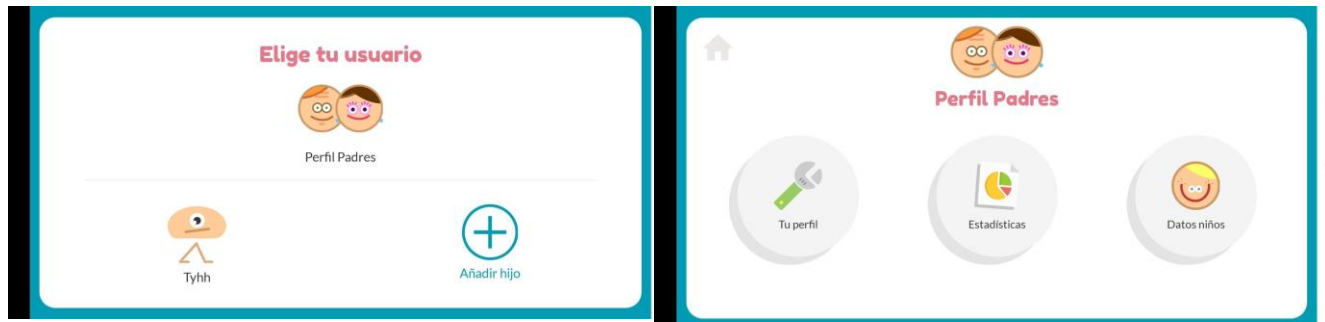 Elige tu usuario
Perfil Padres
Tyhh
Añadir hijo
Perfil Padres
Tu perfil
Estadísticas
Datos niños